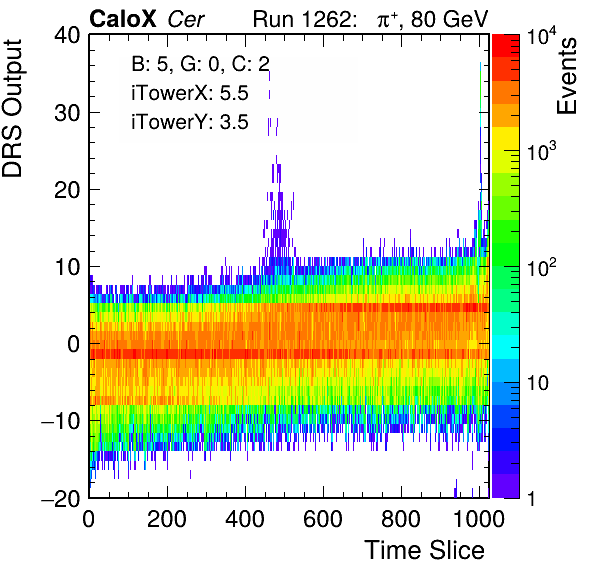 CaloX Cer Run 1262: π⁺, 80 GeV
DRS Output
Events
B: 5, G: 0, C: 2
iTowerX: 5.5
iTowerY: 3.5
40
30
20
10
0
−10
−20
0 200 400 600 800 1000
Time Slice
10⁴
10³
10²
10
1